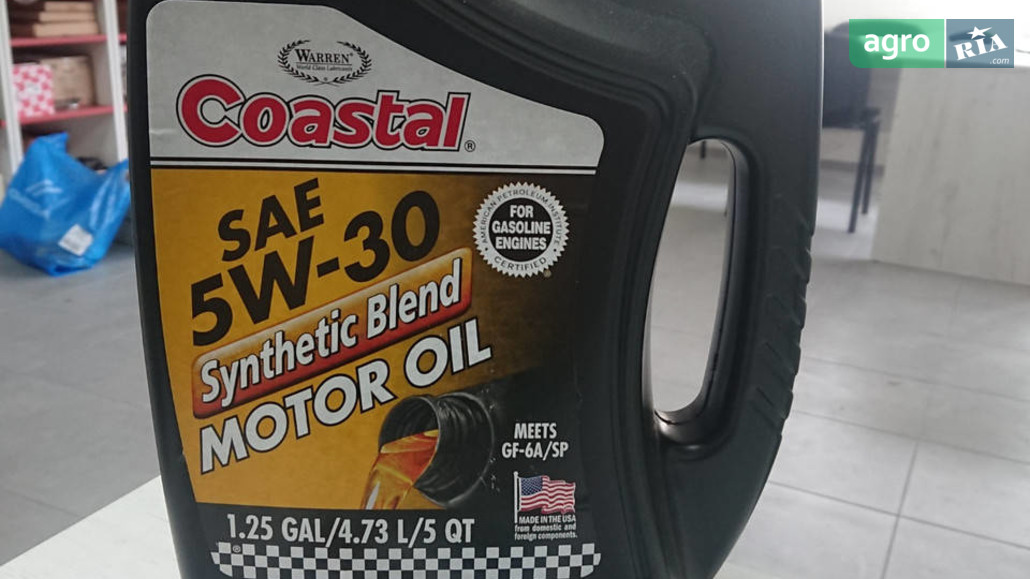 agro RIA .com
WARREN®
World Class Lubricants
Coastal®
SAE
5W-30
Synthetic Blend
MOTOR OIL
AMERICAN PETROLEUM INSTITUTE
FOR
GASOLINE
ENGINES
CERTIFIED
MEETS
GF-6A/SP
MADE IN THE USA
from domestic and
foreign components.
1.25 GAL/4.73 L/5 QT